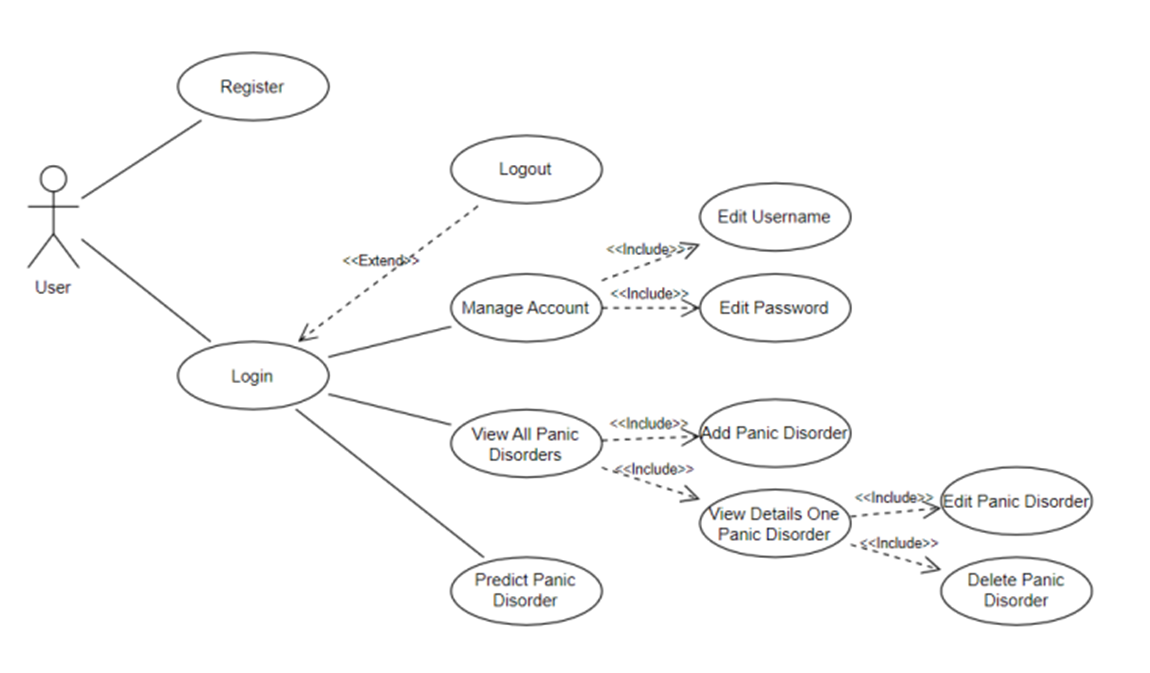 Register
Logout
Edit Username
<<Include>>
<<Extend>>
User
<<Include>>
Manage Account
Edit Password
Login
<<Include>>
View All Panic
Disorders
Add Panic Disorder
<<Include>>
<<Include>>
Edit Panic Disorder
View Details One
Panic Disorder
<<Include>>
Predict Panic
Disorder
Delete Panic
Disorder